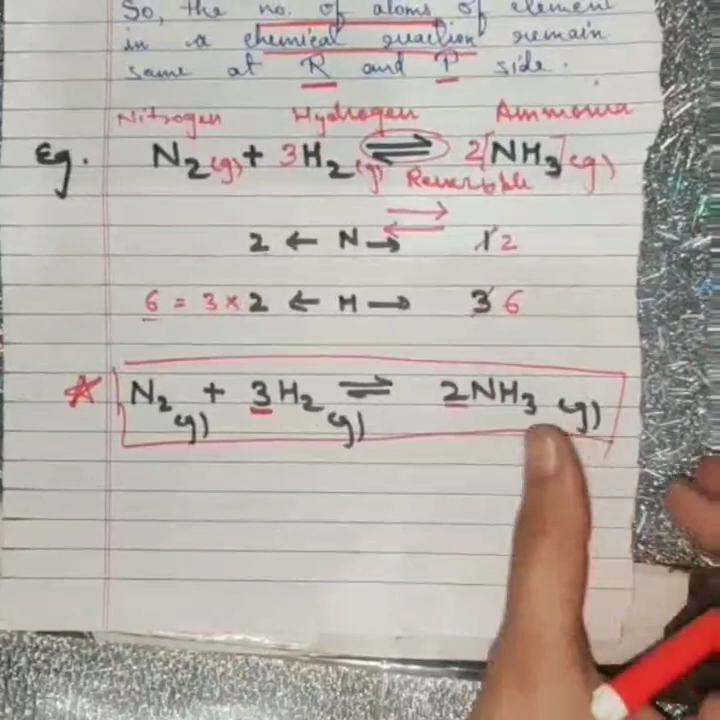 So, the no. of atoms of element
in a chemical reaction remain
same at R and P side.
Nitrogen Hydrogen Ammonia
Eg. N2(g) + 3H2(g) ⇌ 2[NH3](g)
Reversible
2 ← N → 1 2
6 = 3 × 2 ← H → 3 6
☆ N2(g) + 3H2(g) ⇌ 2NH3(g)